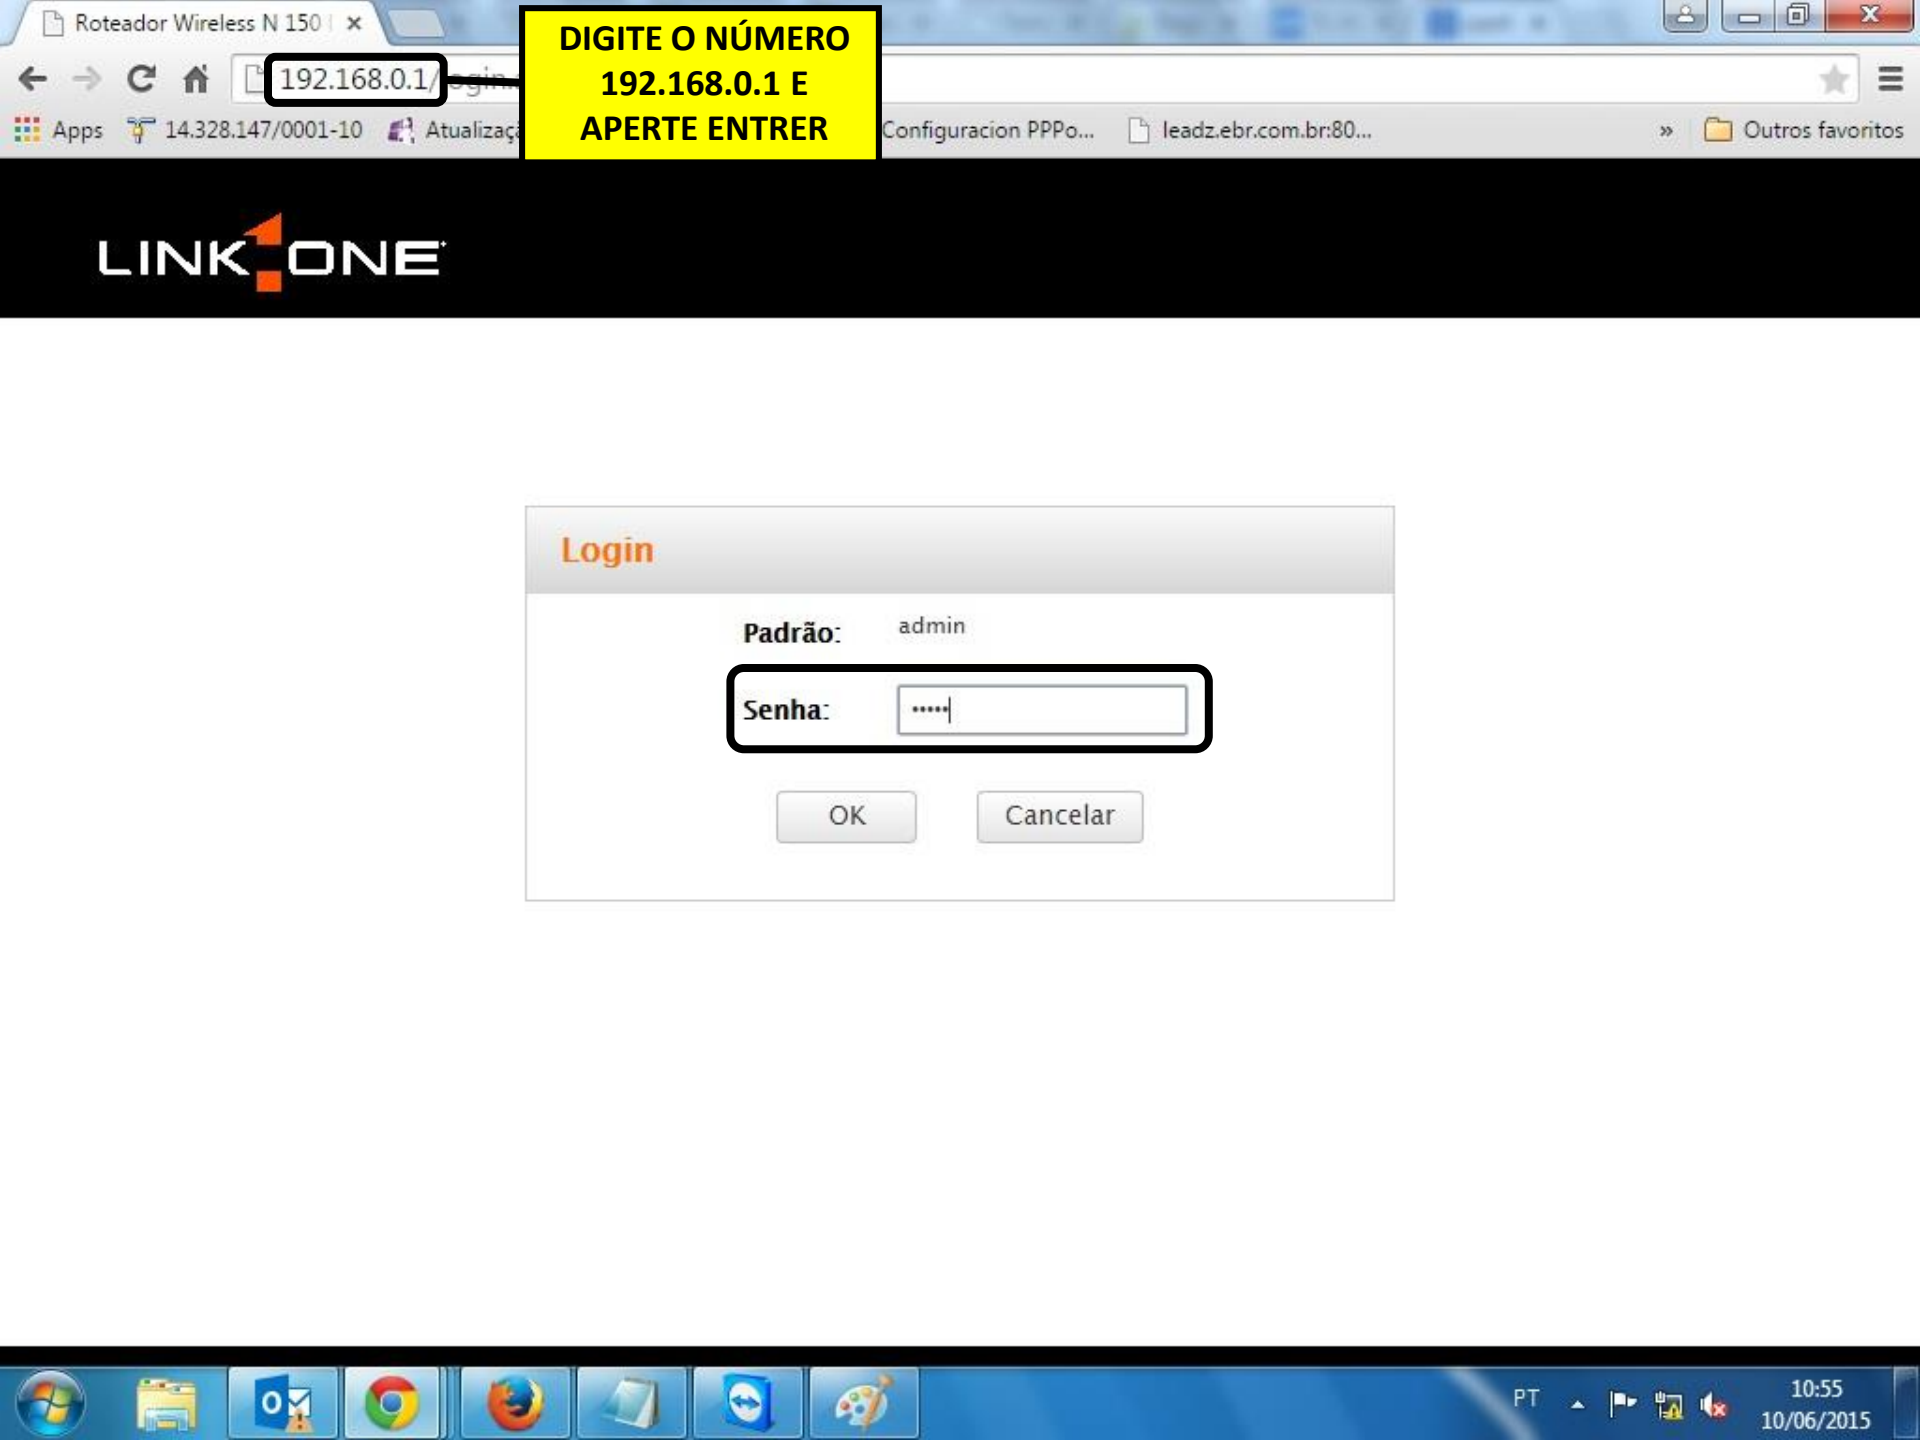 Roteador Wireless N 150
DIGITE O NÚMERO
192.168.0.1 E
APERTE ENTRER
192.168.0.1/
Apps 14.328.147/0001-10 Configuracion PPPo... leadz.ebr.com.br:80... » Outros favoritos
LINK ONE
Login
Padrão: admin
Senha: •••••
OK Cancelar
PT 10:55
10/06/2015